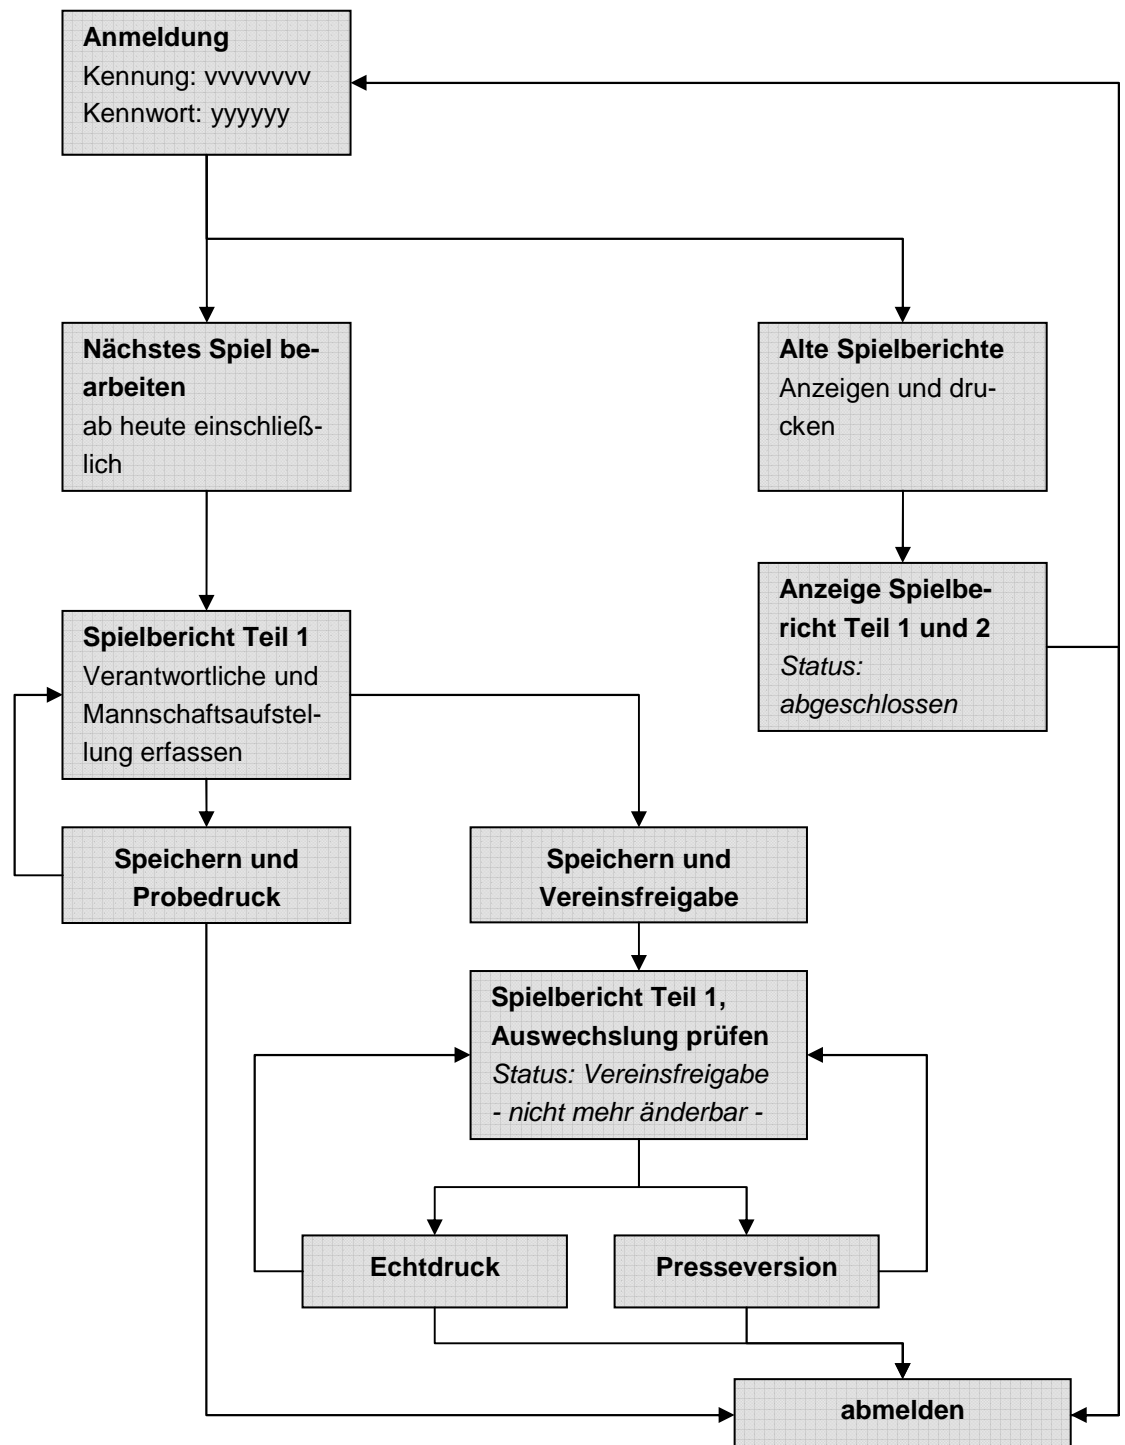 Anmeldung
Kennung: vvvvvvvv
Kennwort: yyyyyy
Nächstes Spiel be-
arbeiten
ab heute einschließ-
lich
Alte Spielberichte
Anzeigen und dru-
cken
Anzeige Spielbe-
richt Teil 1 und 2
Status:
abgeschlossen
Spielbericht Teil 1
Verantwortliche und
Mannschaftsaufstel-
lung erfassen
Speichern und
Probedruck
Speichern und
Vereinsfreigabe
Spielbericht Teil 1,
Auswechslung prüfen
Status: Vereinsfreigabe
- nicht mehr änderbar -
Echtdruck
Presseversion
abmelden